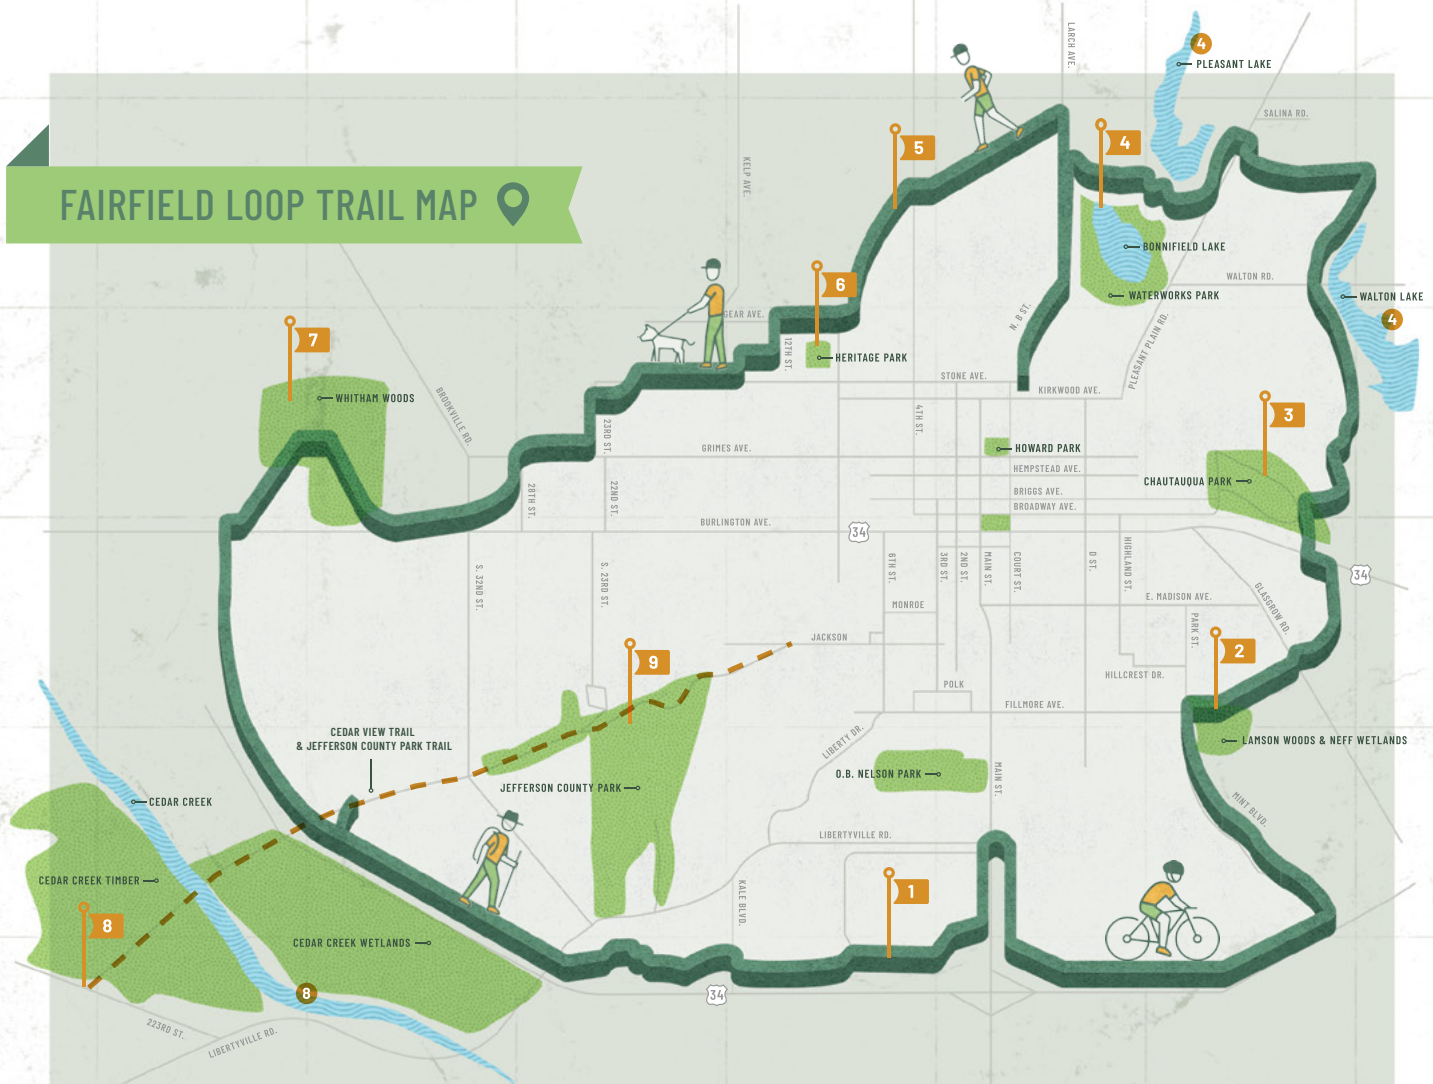 4
PLEASANT LAKE
LARCH AVE.
SALINA RD.
5
4
KELP AVE.
FAIRFIELD LOOP TRAIL MAP
BONNIFIELD LAKE
WALTON RD.
6
WATERWORKS PARK
WALTON LAKE
4
GEAR AVE.
N. B ST.
PLEASANT PLAIN RD.
7
12TH ST.
HERITAGE PARK
STONE AVE.
KIRKWOOD AVE.
WHITHAM WOODS
BROOKVILLE RD.
3
4TH ST.
23RD ST.
GRIMES AVE.
HOWARD PARK
HEMPSTEAD AVE.
CHAUTAUQUA PARK
28TH ST.
22ND ST.
BRIGGS AVE.
BROADWAY AVE.
BURLINGTON AVE.
34
6TH ST.
3RD ST.
2ND ST.
MAIN ST.
COURT ST.
D ST.
HIGHLAND ST.
34
S. 32ND ST.
S. 23RD ST.
MONROE
E. MADISON AVE.
GLASGROW RD.
JACKSON
PARK ST.
2
9
HILLCREST DR.
POLK
FILLMORE AVE.
CEDAR VIEW TRAIL
& JEFFERSON COUNTY PARK TRAIL
LIBERTY DR.
LAMSON WOODS & NEFF WETLANDS
O.B. NELSON PARK
MAIN ST.
JEFFERSON COUNTY PARK
CEDAR CREEK
MINT BLVD.
LIBERTYVILLE RD.
CEDAR CREEK TIMBER
KALE BLVD.
1
8
CEDAR CREEK WETLANDS
8
34
223RD ST.
LIBERTYVILLE RD.